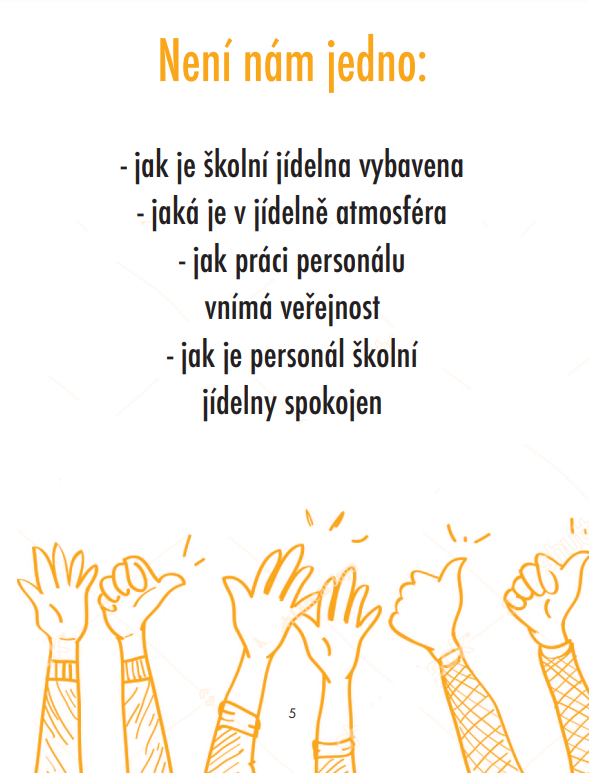 Není nám jedno:
- jak je školní jídelna vybavena
- jaká je v jídelně atmosféra
- jak práci personálu
vnímá veřejnost
- jak je personál školní
jídelny spokojen
5